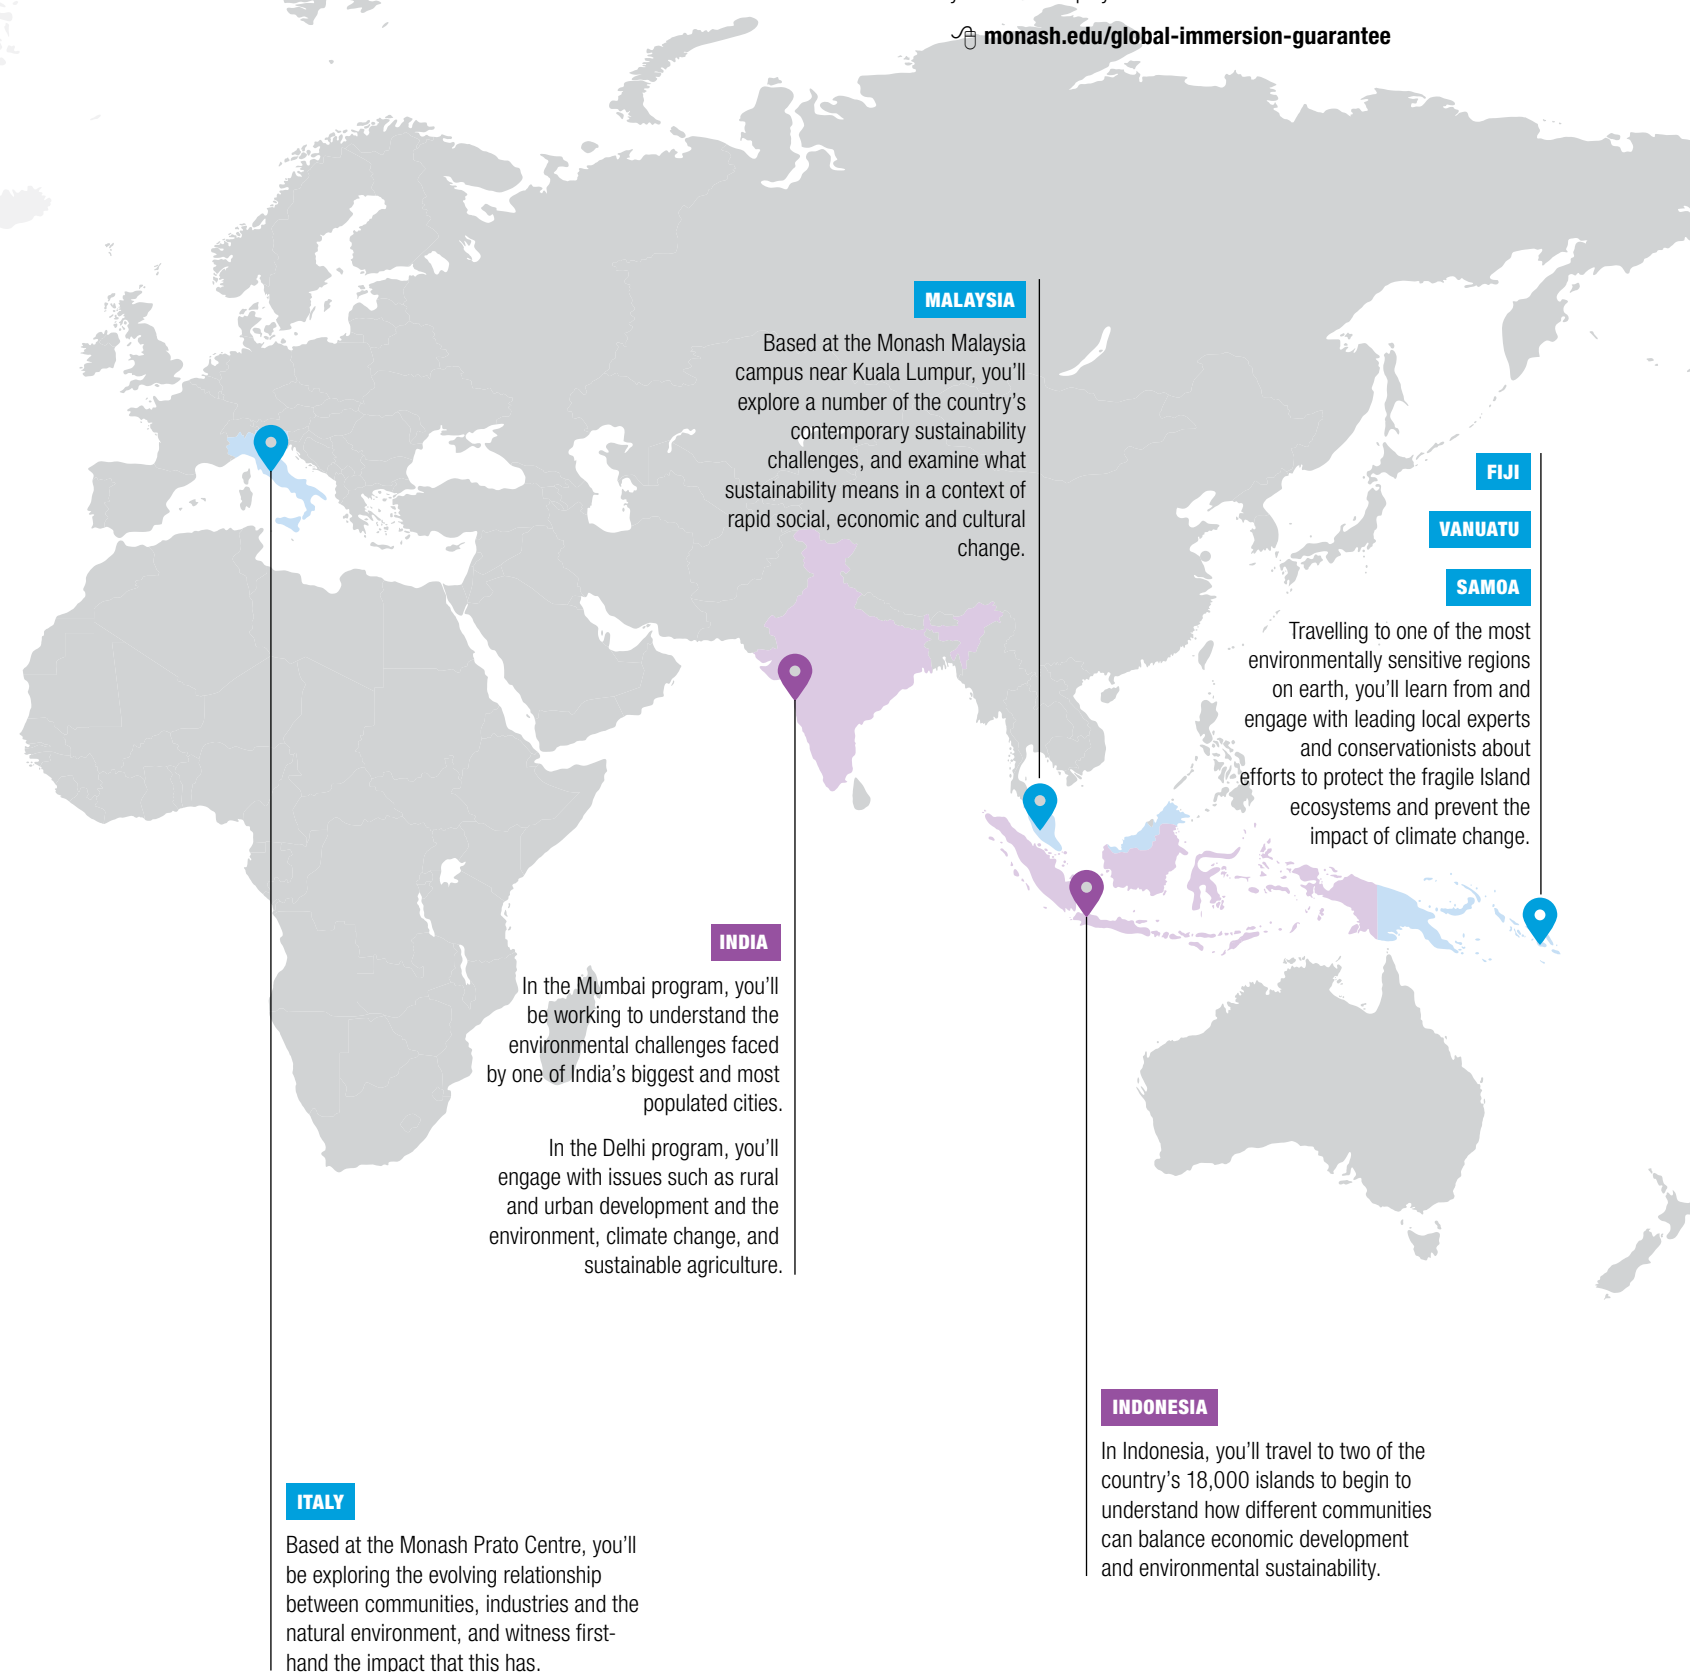 monash.edu/global-immersion-guarantee
MALAYSIA
Based at the Monash Malaysia
campus near Kuala Lumpur, you'll
explore a number of the country's
contemporary sustainability
challenges, and examine what
sustainability means in a context of
rapid social, economic and cultural
change.
FIJI
VANUATU
SAMOA
Travelling to one of the most
environmentally sensitive regions
on earth, you'll learn from and
engage with leading local experts
and conservationists about
efforts to protect the fragile Island
ecosystems and prevent the
impact of climate change.
INDIA
In the Mumbai program, you'll
be working to understand the
environmental challenges faced
by one of India's biggest and most
populated cities.
In the Delhi program, you'll
engage with issues such as rural
and urban development and the
environment, climate change, and
sustainable agriculture.
INDONESIA
In Indonesia, you'll travel to two of the
country's 18,000 islands to begin to
understand how different communities
can balance economic development
and environmental sustainability.
ITALY
Based at the Monash Prato Centre, you'll
be exploring the evolving relationship
between communities, industries and the
natural environment, and witness first-
hand the impact that this has.